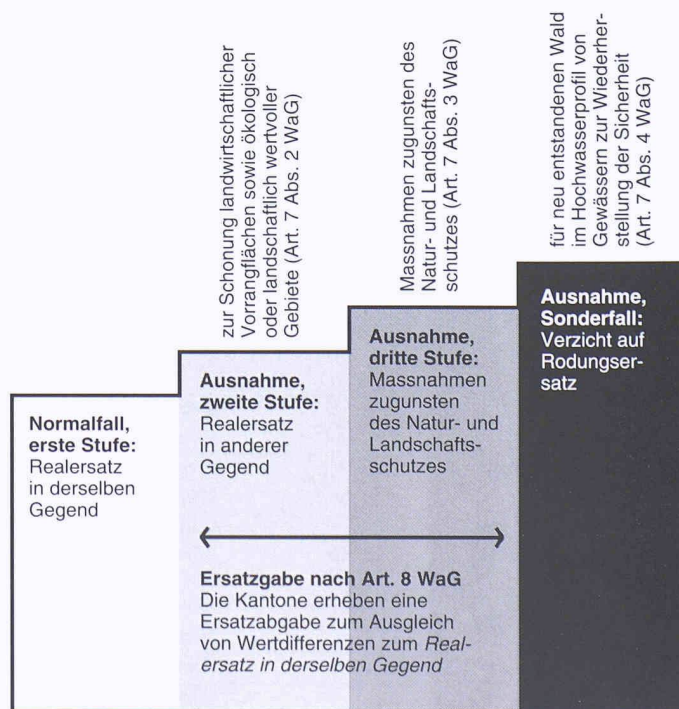 zur Schonung landwirtschaftlicher
Vorrangflächen sowie ökologisch
oder landschaftlich wertvoller
Gebiete (Art. 7 Abs. 2 WaG)
Massnahmen zugunsten des
Natur- und Landschafts-
schutzes (Art. 7 Abs. 3 WaG)
für neu entstandenen Wald
im Hochwasserprofil von
Gewässern zur Wiederher-
stellung der Sicherheit
(Art. 7 Abs. 4 WaG)
Normalfall,
erste Stufe:
Realersatz
in derselben
Gegend
Ausnahme,
zweite Stufe:
Realersatz
in anderer
Gegend
Ausnahme,
dritte Stufe:
Massnahmen
zugunsten
des Natur- und
Landschafts-
schutzes
Ausnahme,
Sonderfall:
Verzicht auf
Rodungser-
satz
Ersatzgabe nach Art. 8 WaG
Die Kantone erheben eine
Ersatzabgabe zum Ausgleich
von Wertdifferenzen zum Real-
ersatz in derselben Gegend